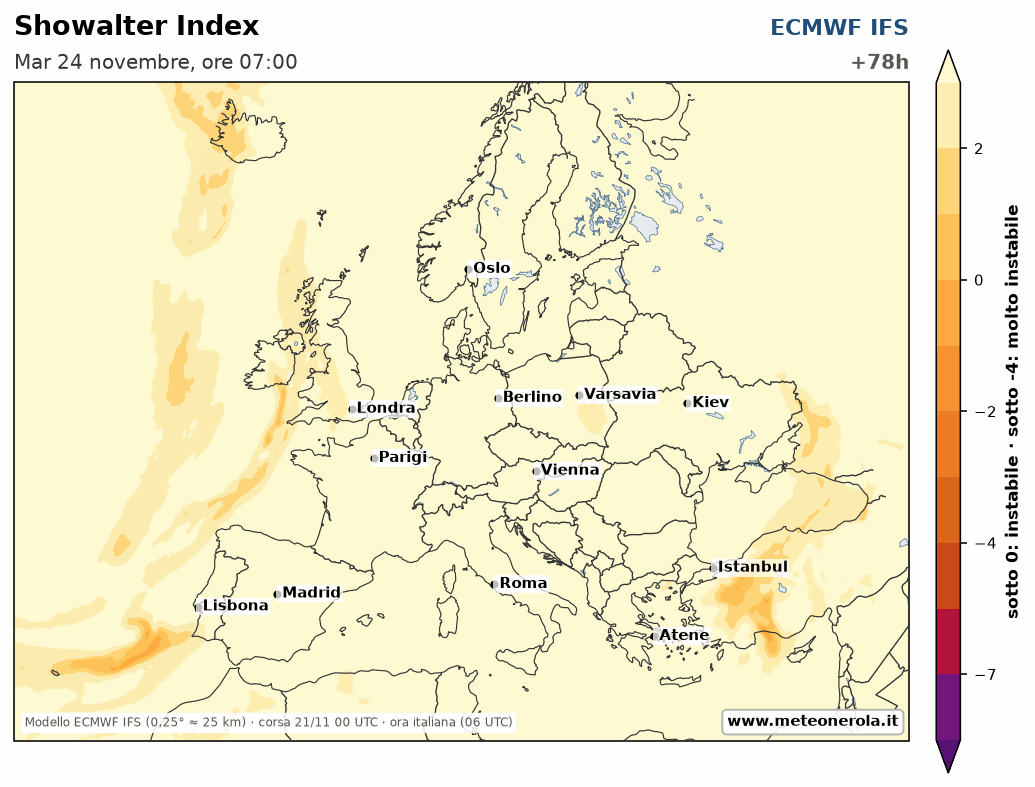 Showalter Index
ECMWF IFS
Mar 24 novembre, ore 07:00
+78h
Oslo
Londra
Berlino
Varsavia
Kiev
Parigi
Vienna
Istanbul
Roma
Madrid
Lisbona
Atene
Modello ECMWF IFS (0,25° ≈ 25 km) · corsa 21/11 00 UTC · ora italiana (06 UTC)
www.meteonerola.it
2
0
−2
−4
−7
sotto 0: instabile · sotto -4: molto instabile